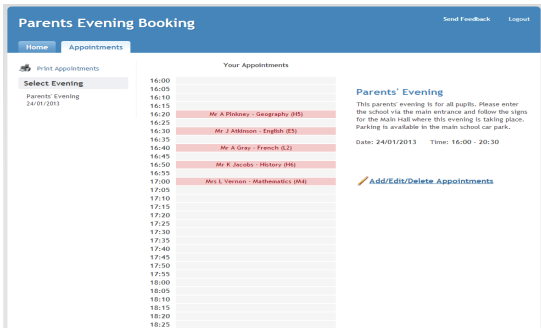 Parents Evening Booking
Send Feedback
Logout
Home
Appointments
Print Appointments
Select Evening
Parents' Evening
24/01/2013
Your Appointments
16:00
16:05
16:10
16:15
16:20 Mr A Pinkney - Geography (H5)
16:25
16:30 Mr J Atkinson - English (E5)
16:35
16:40 Mr A Gray - French (L2)
16:45
16:50 Mr K Jacobs - History (H6)
16:55
17:00 Mrs L Vernon - Mathematics (M4)
17:05
17:10
17:15
17:20
17:25
17:30
17:35
17:40
17:45
17:50
17:55
18:00
18:05
18:10
18:15
18:20
18:25
Parents' Evening
This parents' evening is for all pupils. Please enter
the school via the main entrance and follow the signs
for the Main Hall where this evening is taking place.
Parking is available in the main school car park.
Date: 24/01/2013 Time: 16:00 - 20:30
Add/Edit/Delete Appointments